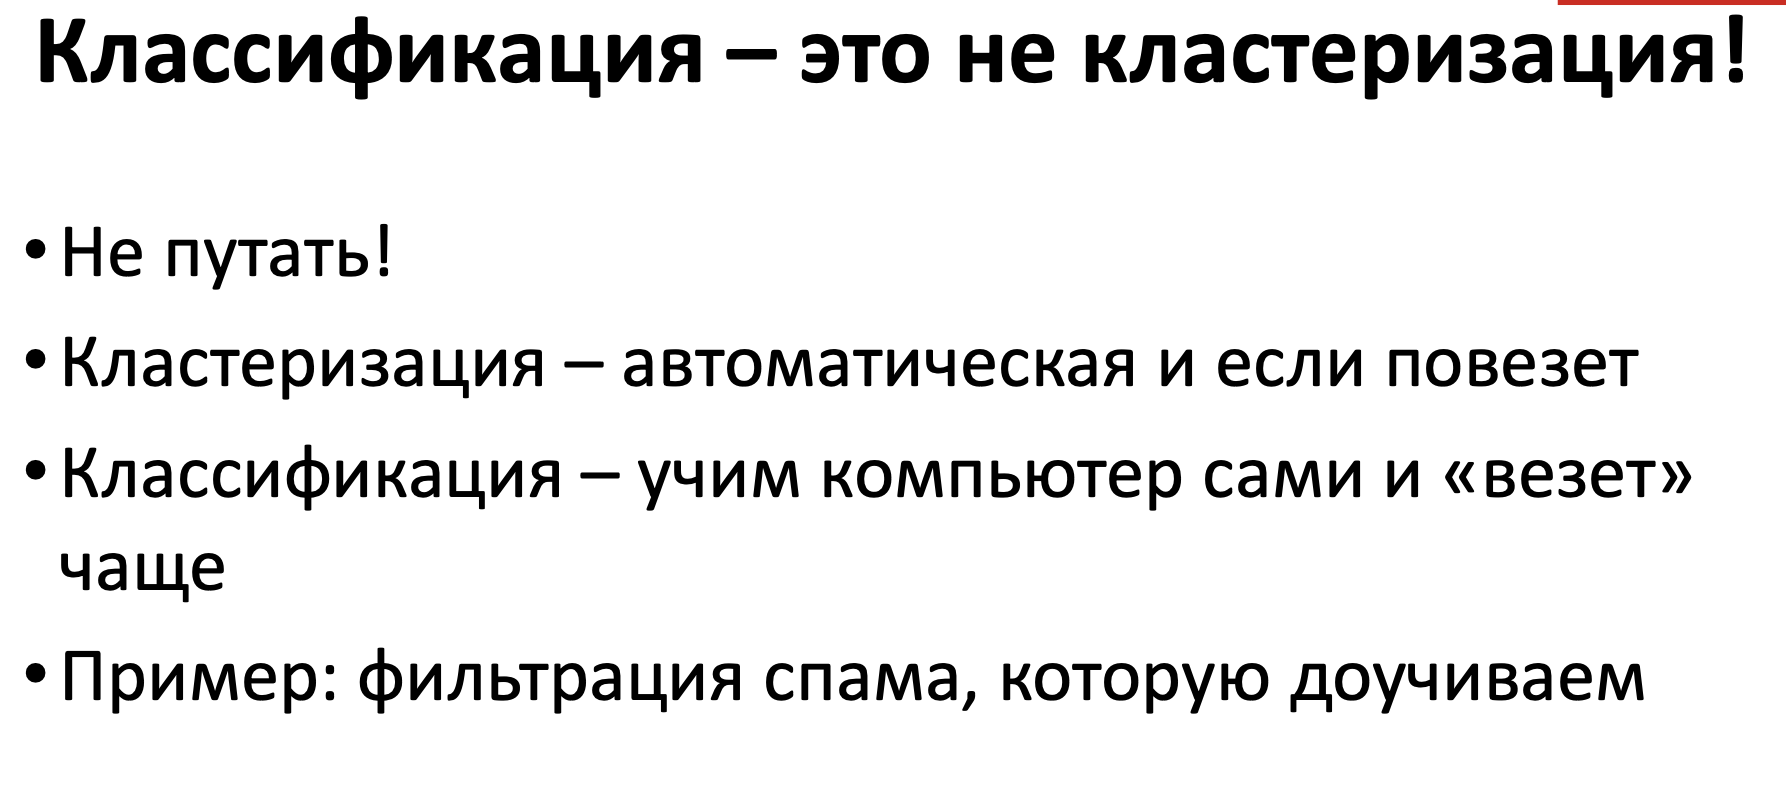 Классификация – это не кластеризация!
• Не путать!
• Кластеризация – автоматическая и если повезет
• Классификация – учим компьютер сами и «везет»
чаще
• Пример: фильтрация спама, которую доучиваем